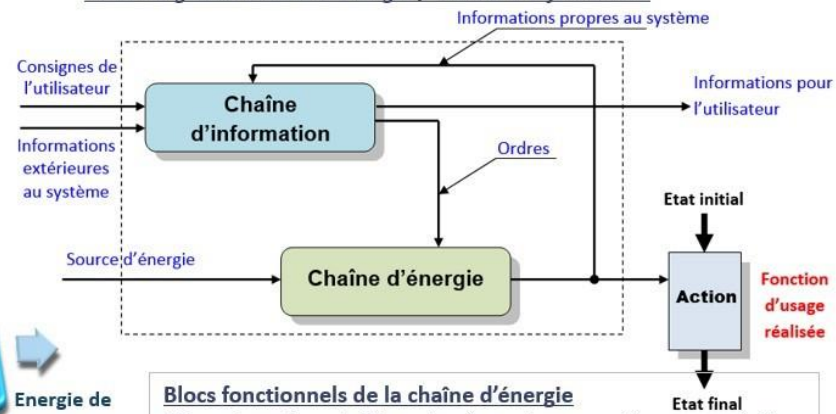 Informations propres au système
Consignes de
l'utilisateur
Chaîne
d'information
Informations pour
l'utilisateur
Informations
extérieures
au système
Ordres
Etat initial
Source d'énergie
Chaîne d'énergie
Action
Fonction
d'usage
réalisée
Etat final
Energie de
Blocs fonctionnels de la chaîne d'énergie